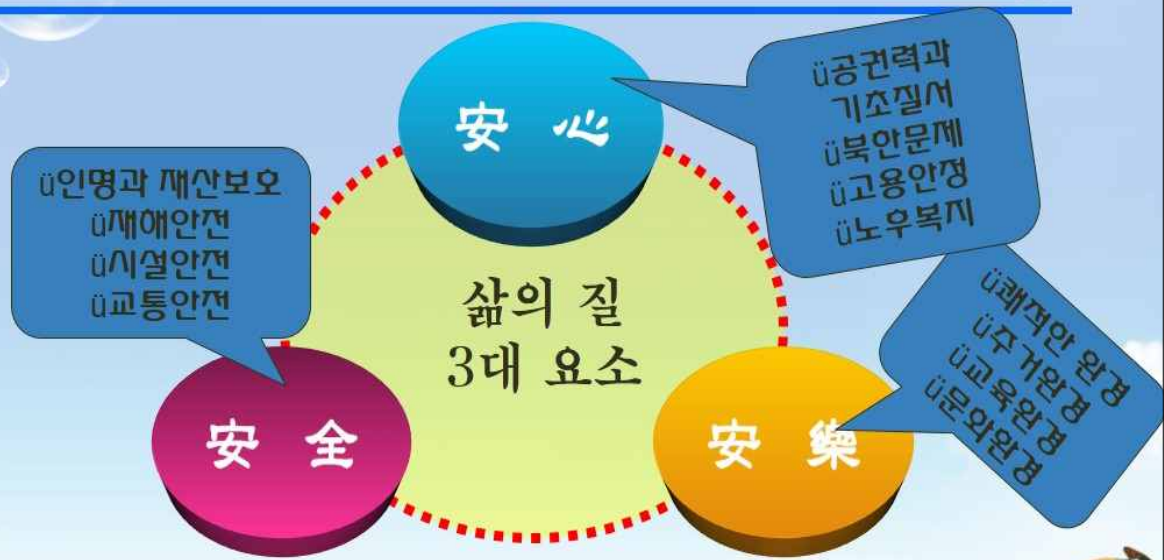 安 心
ü공권력과
기초질서
ü북한문제
ü고용안정
ü노후복지
ü인명과 재산보호
ü재해안전
ü시설안전
ü교통안전
삶의 질
3대 요소
ü쾌적한 환경
ü주거환경
ü교육환경
ü문화환경
安 全
安 樂